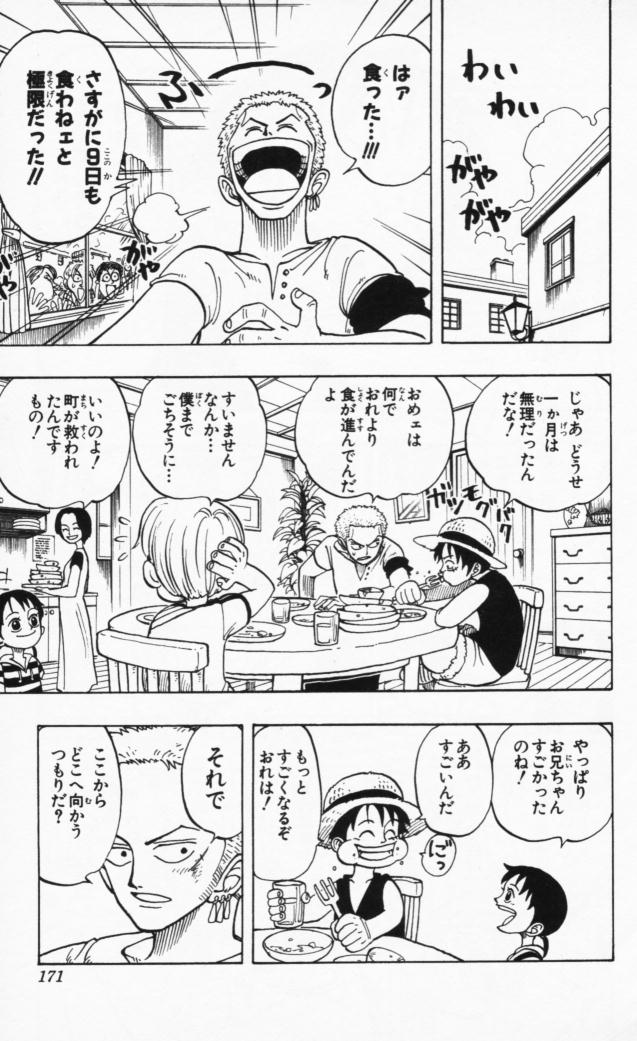 わい
わい
がや
がや
はァ
食った…!!!
ふーっ
さすがに9日も
食わねェと
極限だった!!
がや
がや
じゃあ どうせ
一か月は
無理だったん
だな!
おめェは
何で
おれより
食が進んでんだ
よ
ガツモグバクバク
すいません
なんか…
僕まで
ごちそうに…
いいのよ!
町が救われ
たんです
もの!
やっぱり
お兄ちゃん
すごかった
のね!
ああ
すごいんだ
にっ
もっと
すごくなるぞ
おれは!
それで
ここから
どこへ向かう
つもりだ?
171